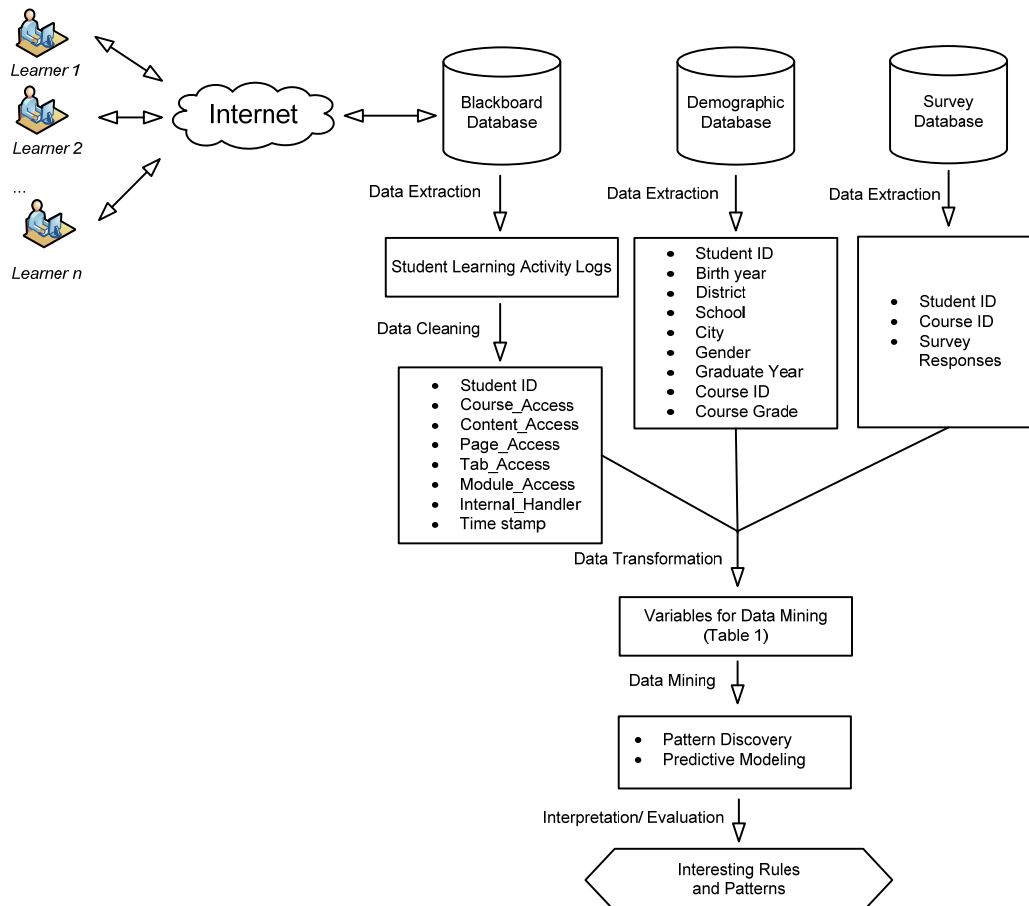 Learner 1
Learner 2
...
Learner n
Internet
Blackboard
Database
Demographic
Database
Survey
Database
Data Extraction
Data Extraction
Data Extraction
Student Learning Activity Logs
Data Cleaning
• Student ID
• Course_Access
• Content_Access
• Page_Access
• Tab_Access
• Module_Access
• Internal_Handler
• Time stamp
• Student ID
• Birth year
• District
• School
• City
• Gender
• Graduate Year
• Course ID
• Course Grade
• Student ID
• Course ID
• Survey
Responses
Data Transformation
Variables for Data Mining
(Table 1)
Data Mining
• Pattern Discovery
• Predictive Modeling
Interpretation/ Evaluation
Interesting Rules
and Patterns